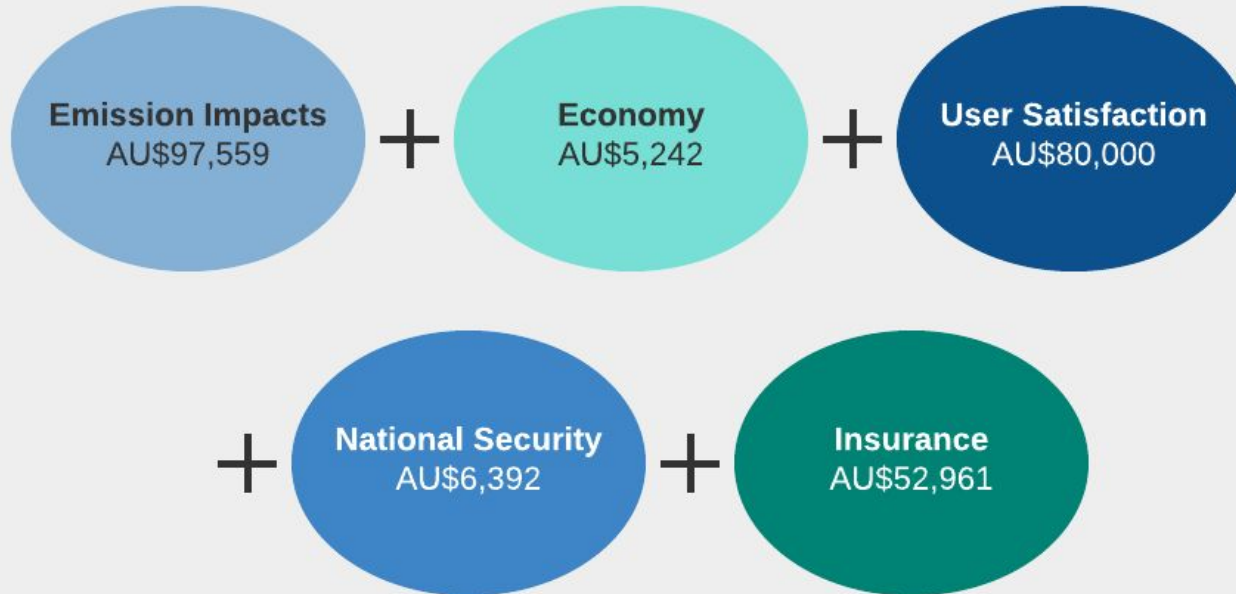 Emission Impacts
AU$97,559
+
Economy
AU$5,242
+
User Satisfaction
AU$80,000
+
National Security
AU$6,392
+
Insurance
AU$52,961